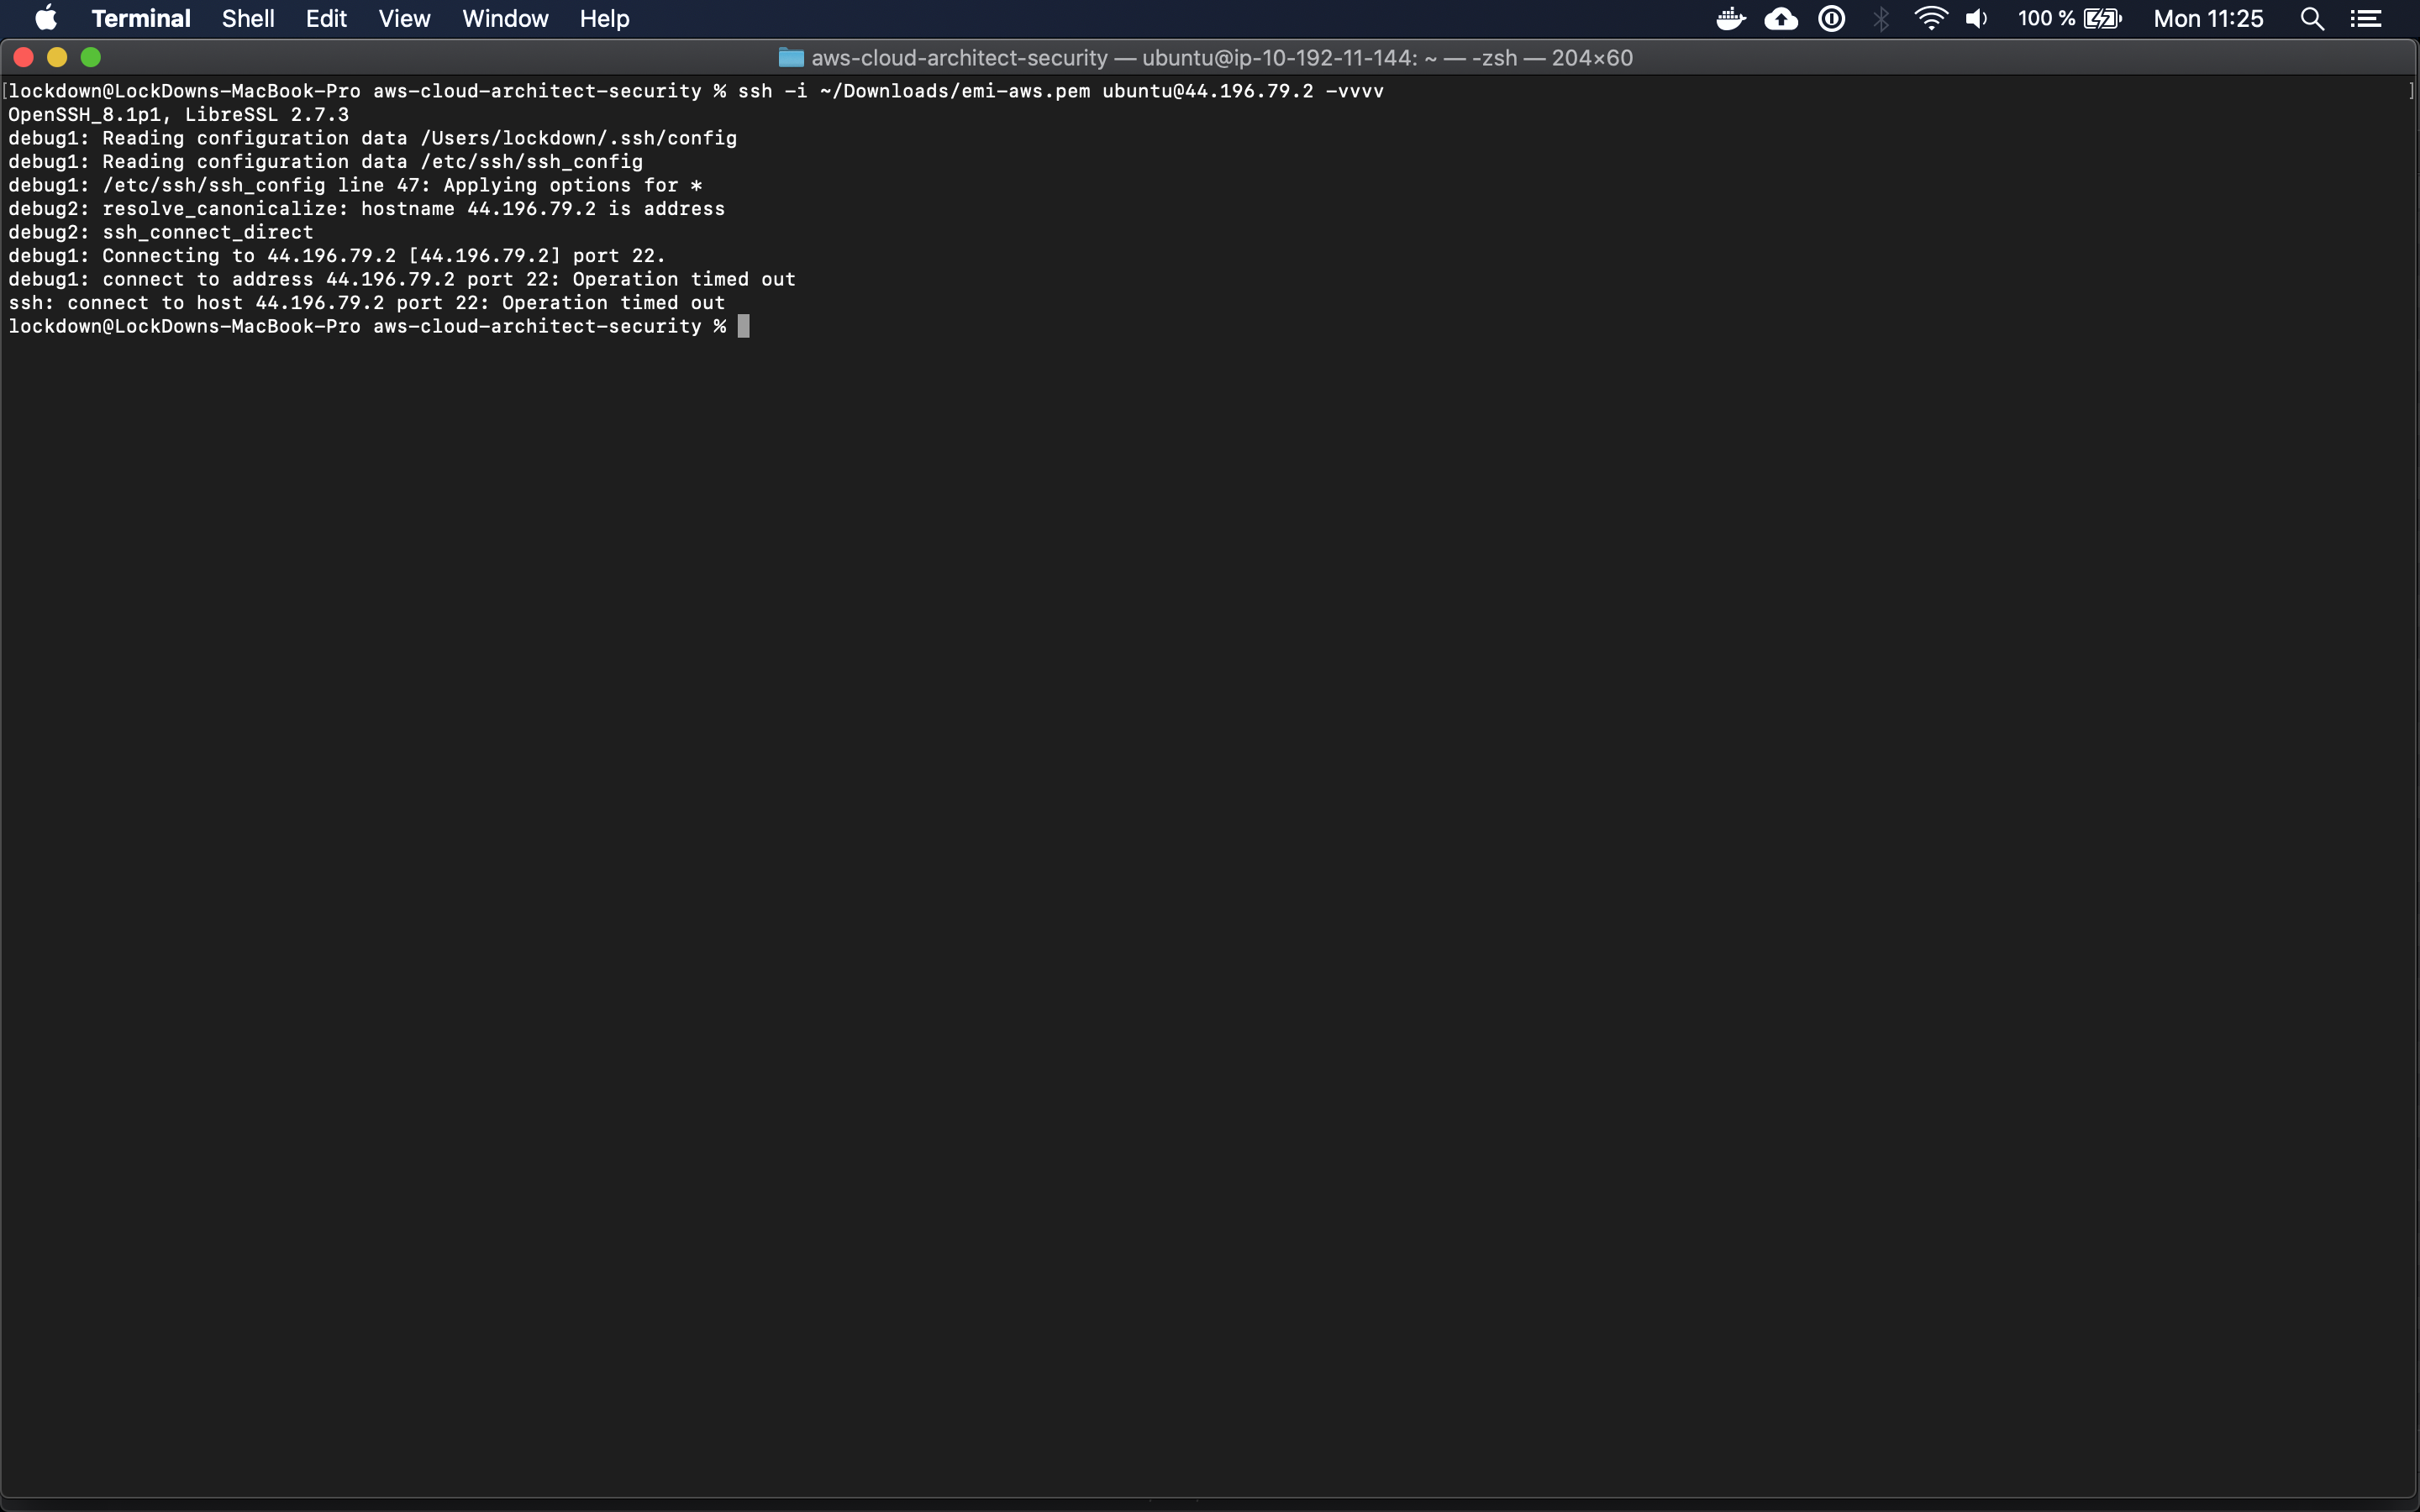 Terminal Shell Edit View Window Help 100 % Mon 11:25
aws-cloud-architect-security — ubuntu@ip-10-192-11-144: ~ — -zsh — 204×60
[lockdown@LockDowns-MacBook-Pro aws-cloud-architect-security % ssh -i ~/Downloads/emi-aws.pem ubuntu@44.196.79.2 -vvvv ]
OpenSSH_8.1p1, LibreSSL 2.7.3
debug1: Reading configuration data /Users/lockdown/.ssh/config
debug1: Reading configuration data /etc/ssh/ssh_config
debug1: /etc/ssh/ssh_config line 47: Applying options for *
debug2: resolve_canonicalize: hostname 44.196.79.2 is address
debug2: ssh_connect_direct
debug1: Connecting to 44.196.79.2 [44.196.79.2] port 22.
debug1: connect to address 44.196.79.2 port 22: Operation timed out
ssh: connect to host 44.196.79.2 port 22: Operation timed out
lockdown@LockDowns-MacBook-Pro aws-cloud-architect-security %